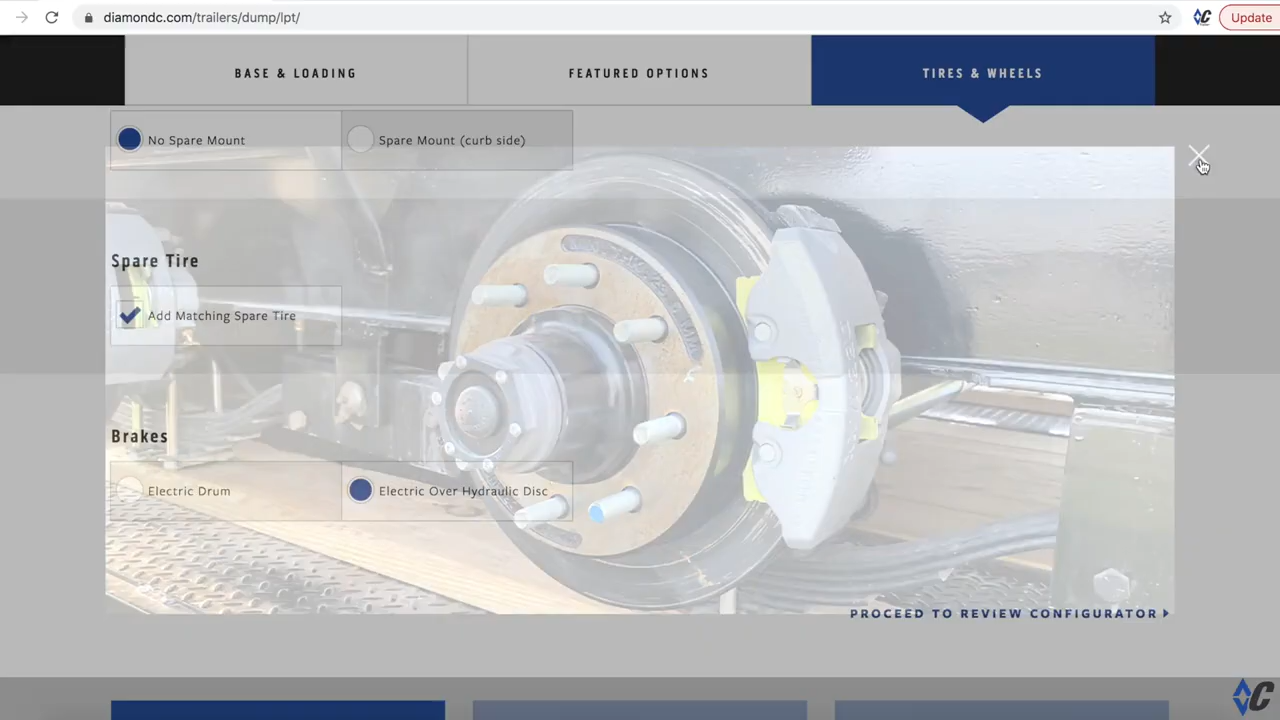 diamondc.com/trailers/dump/lpt/
Update
BASE & LOADING
FEATURED OPTIONS
TIRES & WHEELS
No Spare Mount
Spare Mount (curb side)
Spare Tire
Add Matching Spare Tire
Brakes
Electric Drum
Electric Over Hydraulic Disc
PROCEED TO REVIEW CONFIGURATOR